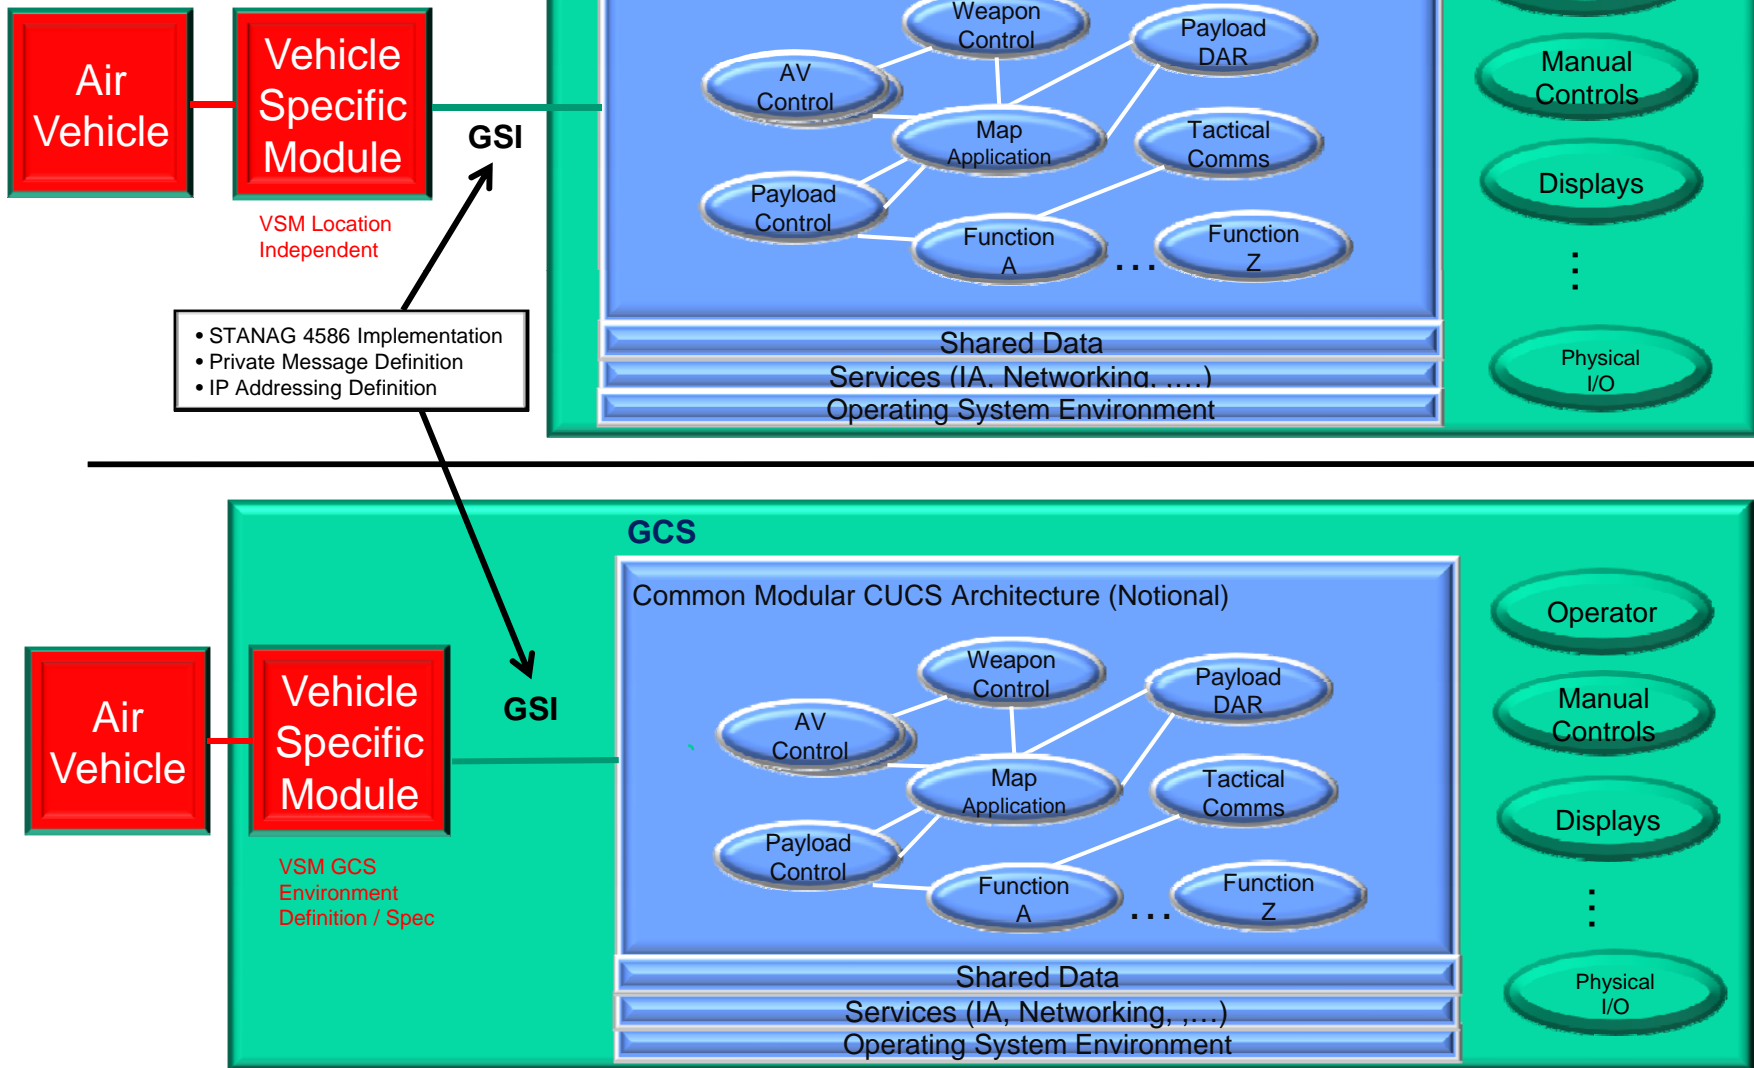 Air
Vehicle
Vehicle
Specific
Module
VSM Location
Independent
GSI
• STANAG 4586 Implementation
• Private Message Definition
• IP Addressing Definition
Weapon
Control
Payload
DAR
AV
Control
Map
Application
Tactical
Comms
Payload
Control
Function
A
...
Function
Z
Shared Data
Services (IA, Networking, ,...)
Operating System Environment
Manual
Controls
Displays
...
Physical
I/O
GCS
Common Modular CUCS Architecture (Notional)
Air
Vehicle
Vehicle
Specific
Module
VSM GCS
Environment
Definition / Spec
GSI
Weapon
Control
Payload
DAR
AV
Control
Map
Application
Tactical
Comms
Payload
Control
Function
A
...
Function
Z
Shared Data
Services (IA, Networking, ,...)
Operating System Environment
Operator
Manual
Controls
Displays
...
Physical
I/O